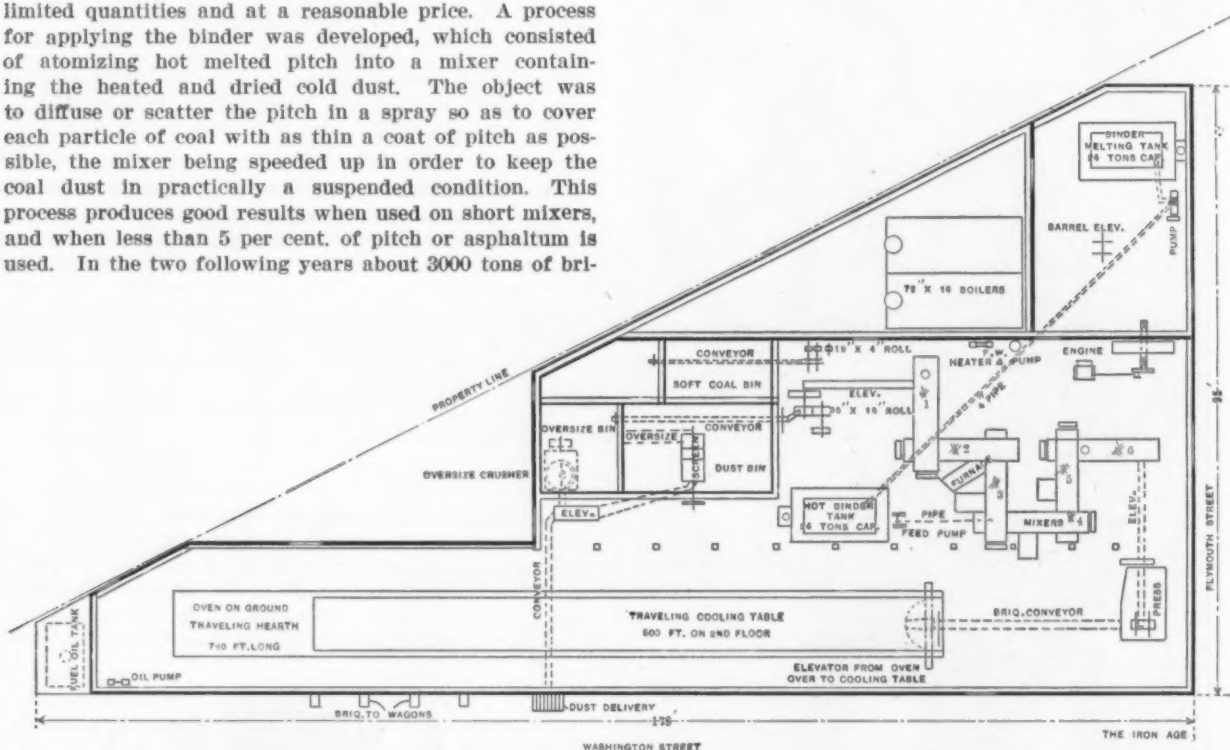 limited quantities and at a reasonable price. A process
for applying the binder was developed, which consisted
of atomizing hot melted pitch into a mixer contain-
ing the heated and dried cold dust. The object was
to diffuse or scatter the pitch in a spray so as to cover
each particle of coal with as thin a coat of pitch as pos-
sible, the mixer being speeded up in order to keep the
coal dust in practically a suspended condition. This
process produces good results when used on short mixers,
and when less than 5 per cent. of pitch or asphaltum is
used. In the two following years about 3000 tons of bri-
BINDER
MELTING TANK
26 TONS CAP.
PUMP
BARREL ELEV.
72" X 16 BOILERS
PROPERTY LINE
CONVEYOR
SOFT COAL BIN
19" X 4" ROLL
F.W.
HEATER & PUMP
4 PIPE
ENGINE
ELEV.
X 16" ROLL
CONVEYOR
OVERSIZE BIN
OVERSIZE
SCREEN
DUST BIN
OVERSIZE CRUSHER
FURNACE
ELEV.
HOT BINDER
TANK
26 TONS CAP.
PIPE
FEED PUMP
MIXERS
ELEV.
PLYMOUTH STREET
95'
CONVEYOR
OVEN ON GROUND
TRAVELING HEARTH
FT. LONG
TRAVELING COOLING TABLE
600 FT. ON 2ND FLOOR
BRIQ. CONVEYOR
PRESS
FUEL OIL TANK
OIL PUMP
ELEVATOR FROM OVEN
OVER TO COOLING TABLE
BRIQ. TO WAGONS
DUST DELIVERY
WASHINGTON STREET
THE IRON AGE